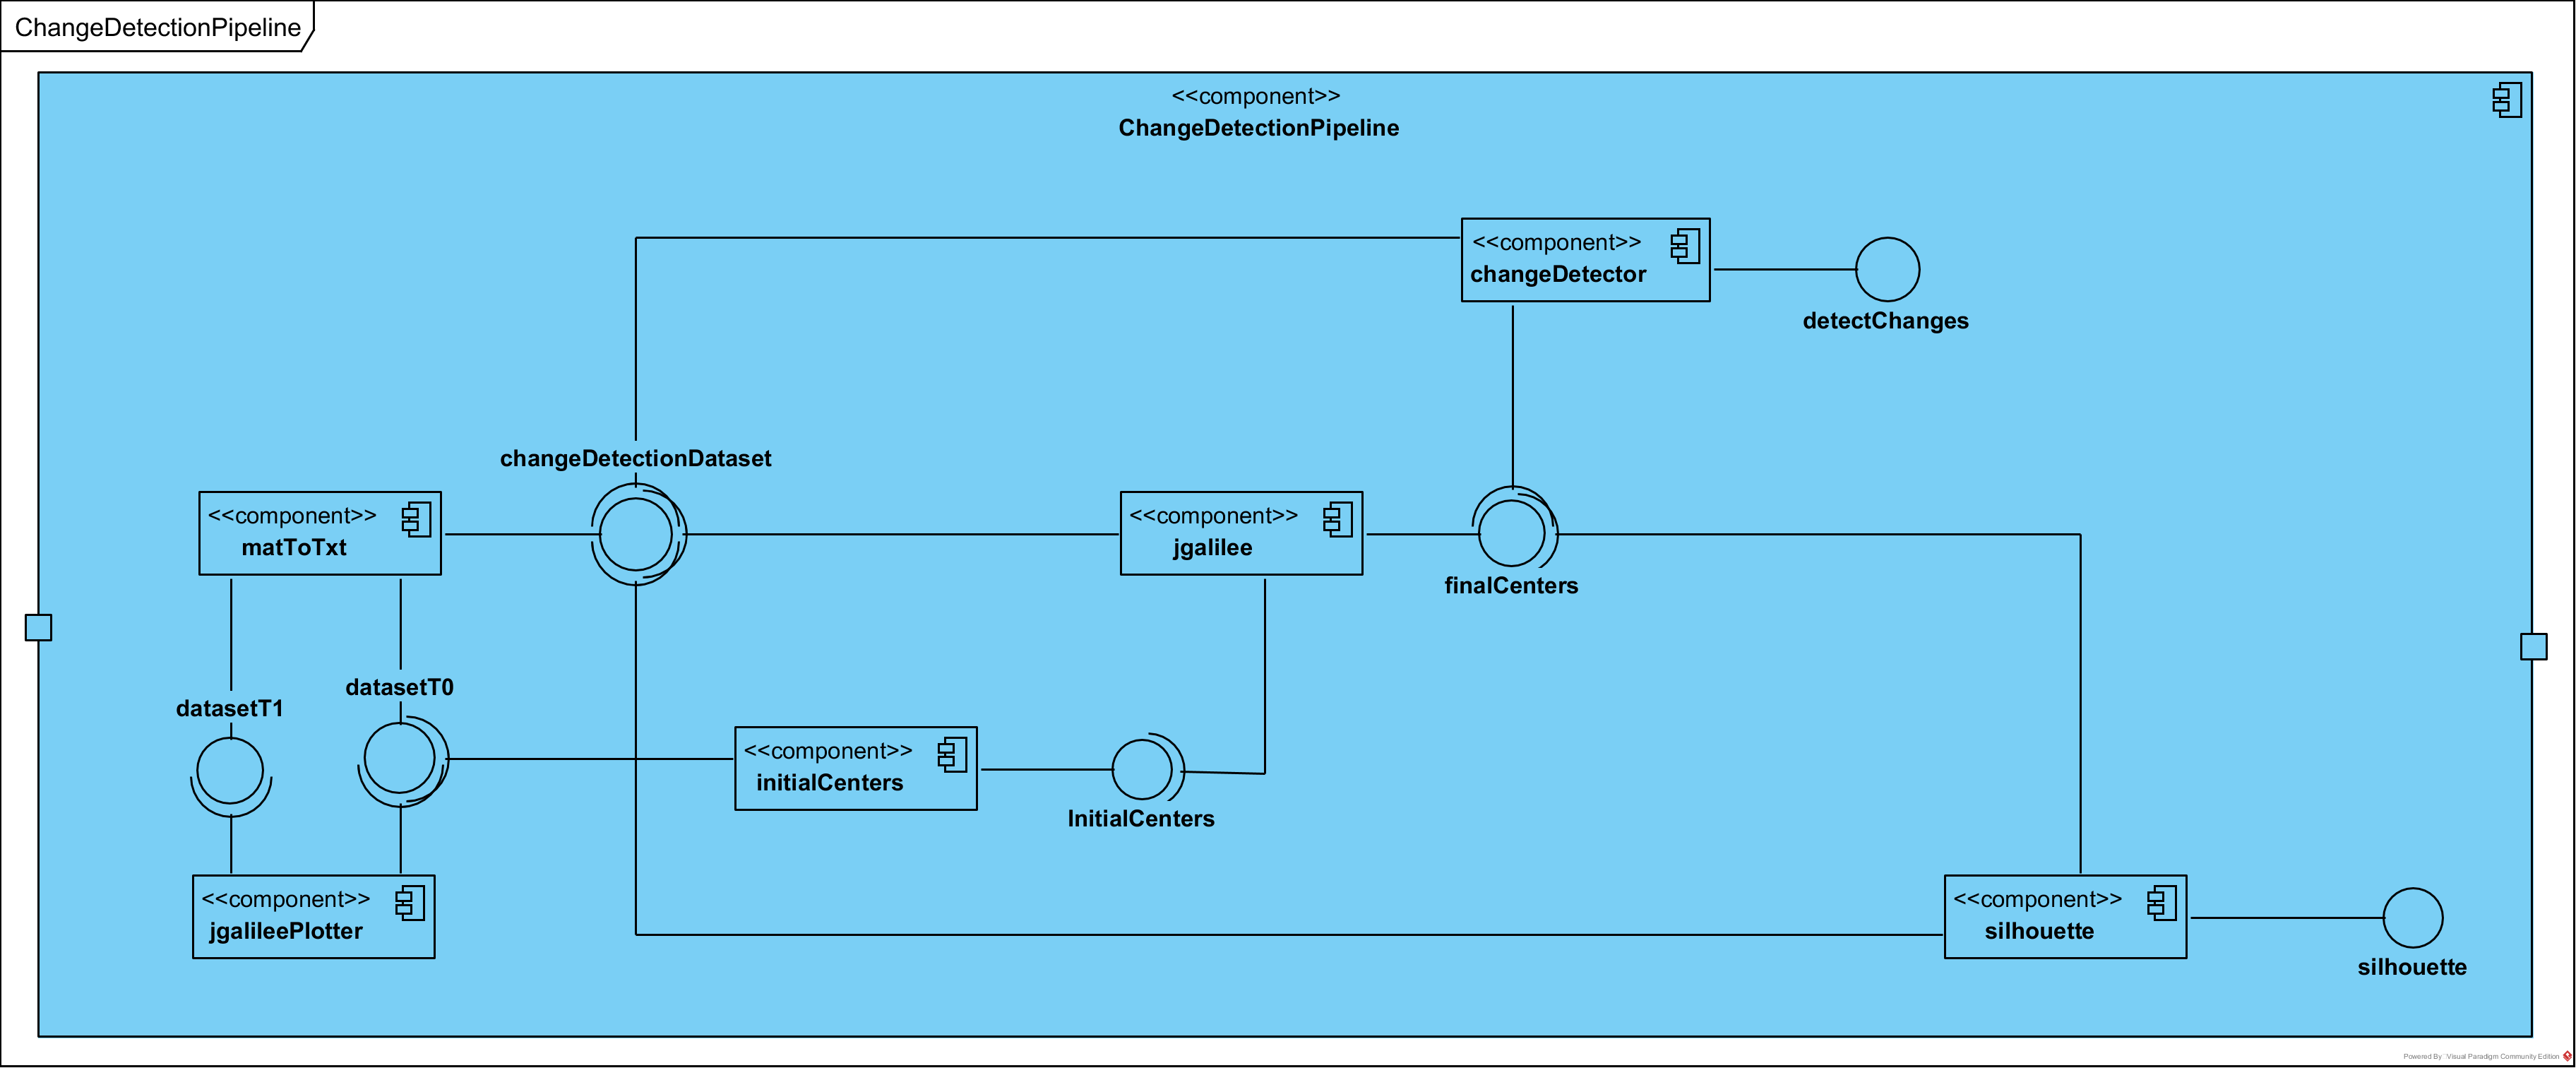 ChangeDetectionPipeline
<<component>>
ChangeDetectionPipeline
<<component>>
changeDetector
detectChanges
changeDetectionDataset
<<component>>
matToTxt
<<component>>
jgalilee
finalCenters
datasetT1
datasetT0
<<component>>
initialCenters
InitialCenters
<<component>>
jgalileePlotter
<<component>>
silhouette
silhouette
Powered By Visual Paradigm Community Edition